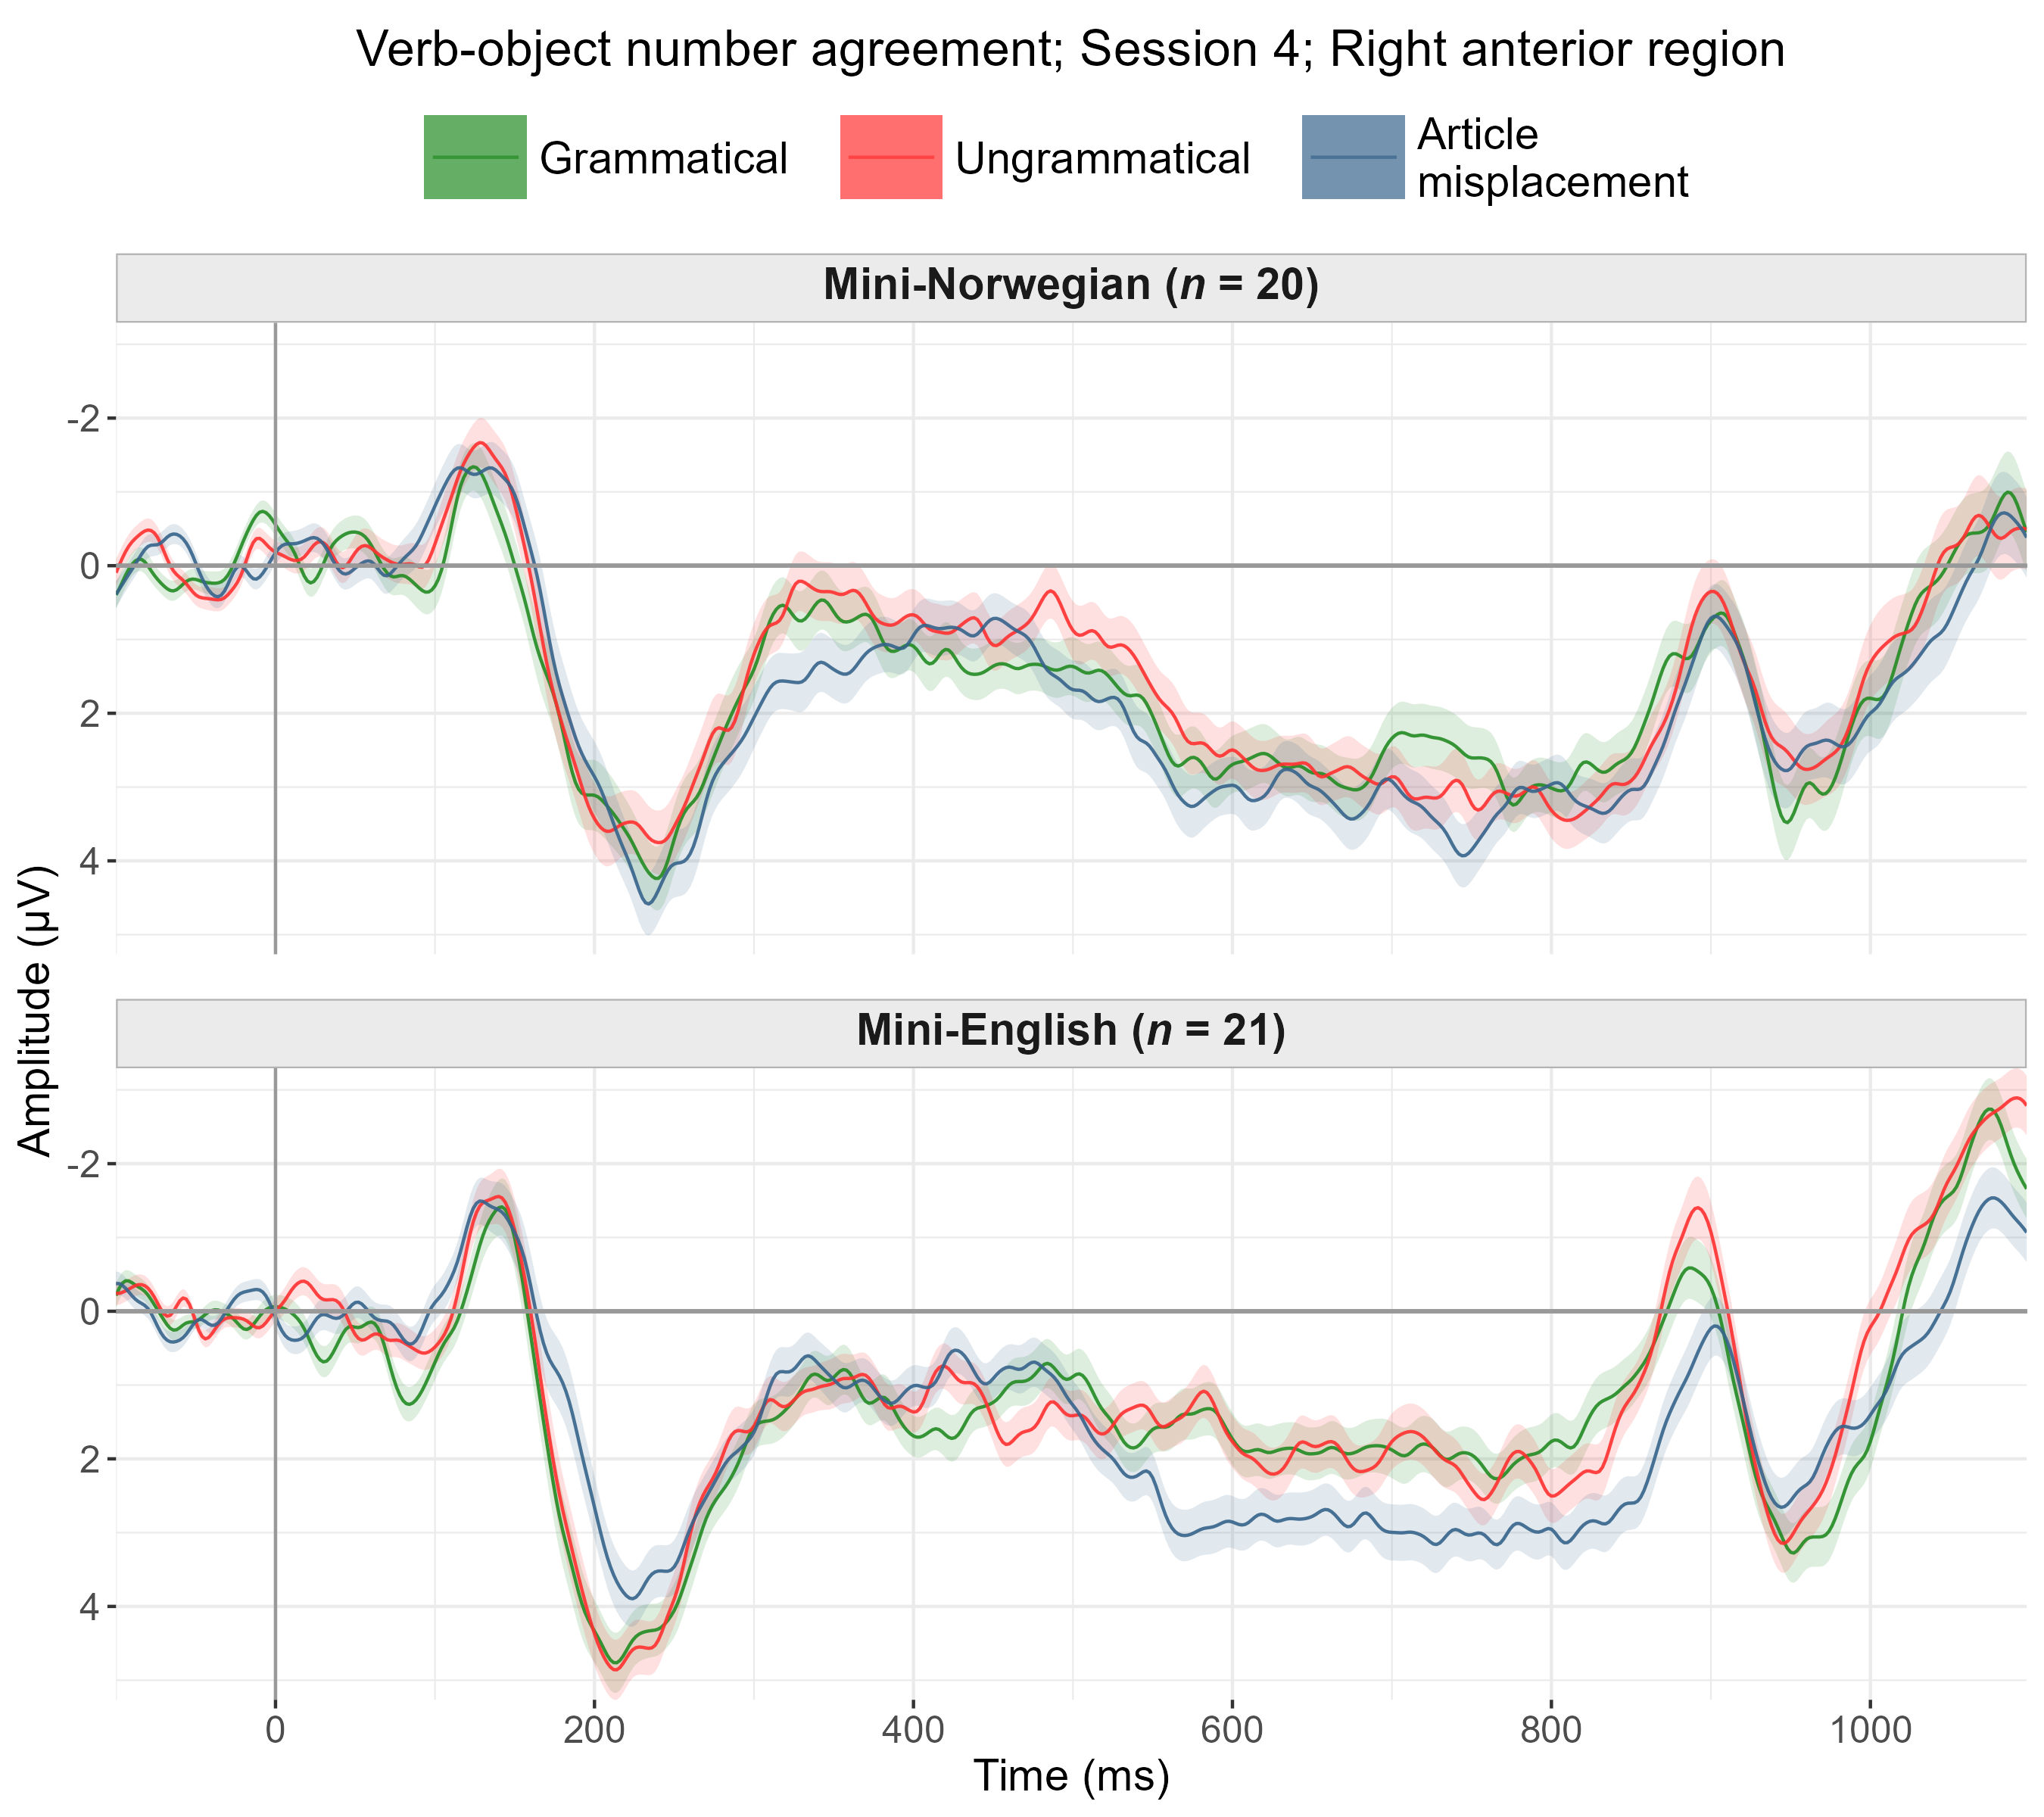 Verb-object number agreement; Session 4; Right anterior region
Grammatical
Ungrammatical
Article
misplacement
Mini-Norwegian (n = 20)
-2
0
2
4
Mini-English (n = 21)
-2
0
2
4
0 200 400 600 800 1000
Time (ms)
Amplitude (µV)